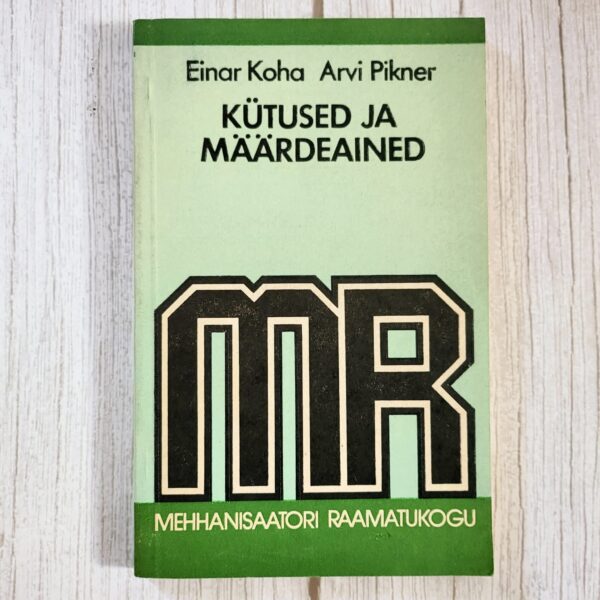 Einar Koha Arvi Pikner
KÜTUSED JA
MÄÄRDEAINED
MR
MEHHANISAATORI RAAMATUKOGU